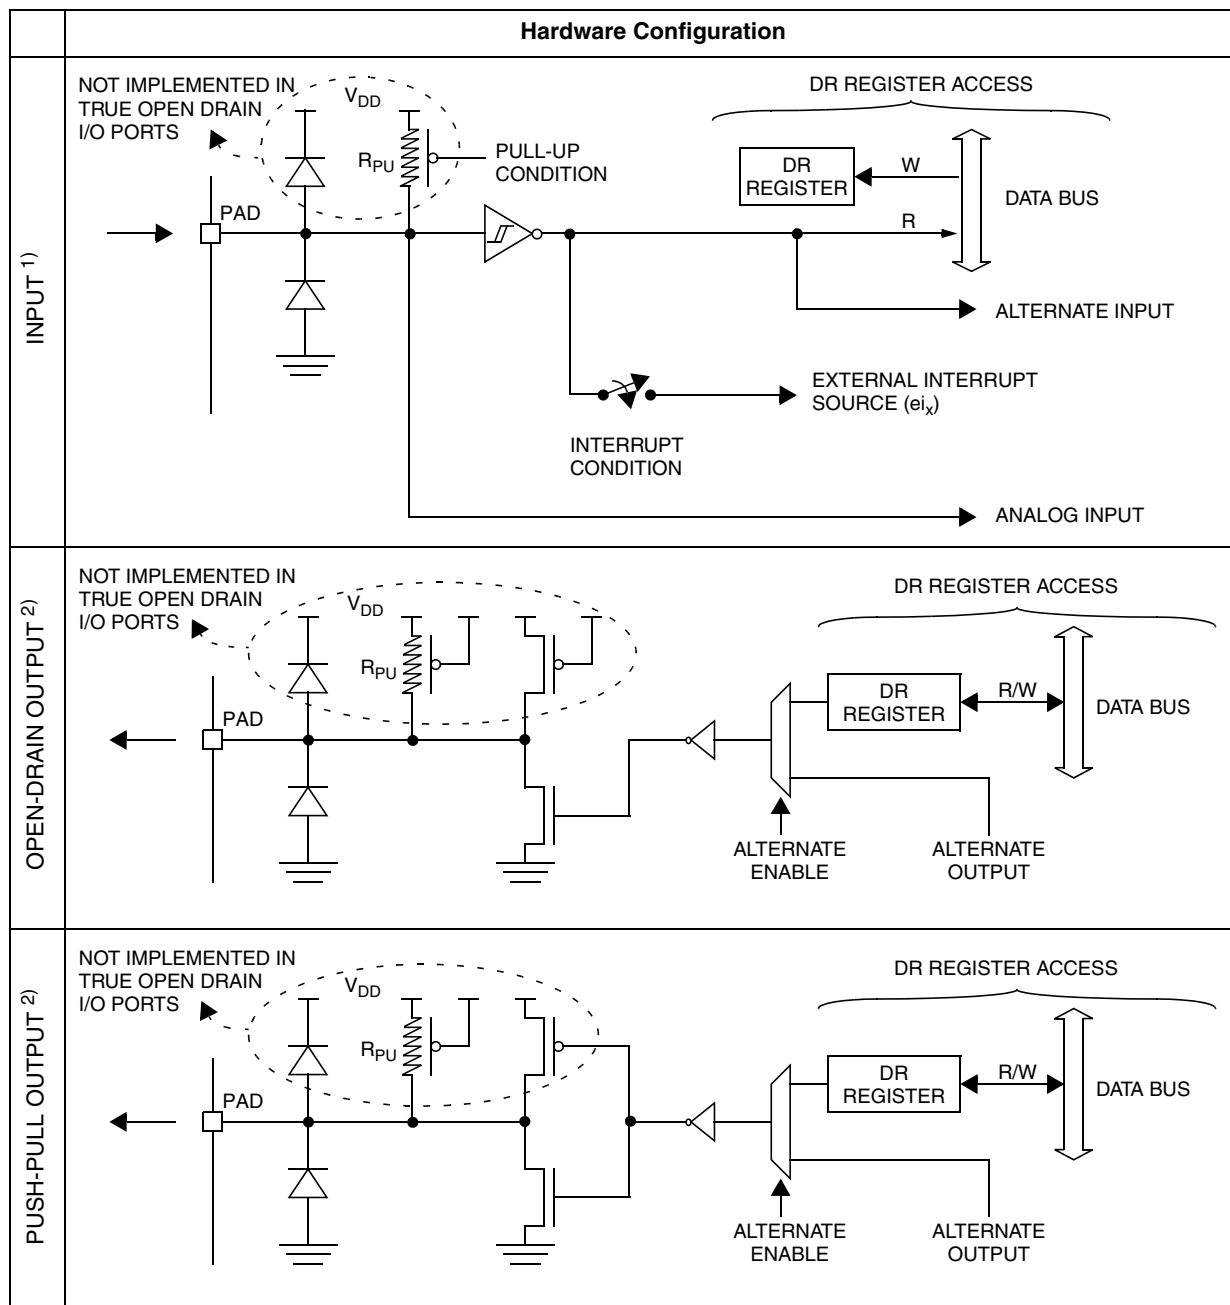 Hardware Configuration
INPUT 1)
NOT IMPLEMENTED IN
TRUE OPEN DRAIN
I/O PORTS
VDD
RPU
PULL-UP
CONDITION
PAD
DR REGISTER ACCESS
DR
REGISTER
W
R
DATA BUS
ALTERNATE INPUT
EXTERNAL INTERRUPT
SOURCE (eix)
INTERRUPT
CONDITION
ANALOG INPUT
OPEN-DRAIN OUTPUT 2)
NOT IMPLEMENTED IN
TRUE OPEN DRAIN
I/O PORTS
VDD
RPU
PAD
DR REGISTER ACCESS
DR
REGISTER
R/W
DATA BUS
ALTERNATE
ENABLE
ALTERNATE
OUTPUT
PUSH-PULL OUTPUT 2)
NOT IMPLEMENTED IN
TRUE OPEN DRAIN
I/O PORTS
VDD
RPU
PAD
DR REGISTER ACCESS
DR
REGISTER
R/W
DATA BUS
ALTERNATE
ENABLE
ALTERNATE
OUTPUT